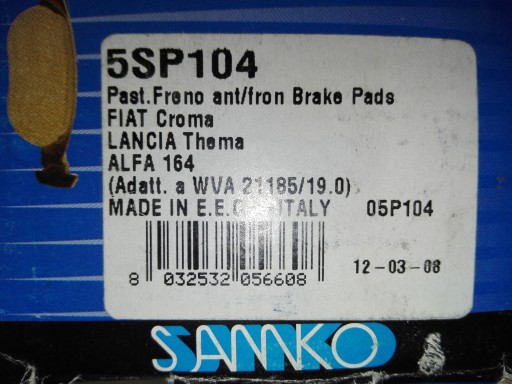 5SP104
Past.Freno ant/fron Brake Pads
FIAT Croma
LANCIA Thema
ALFA 164
(Adatt. a WVA 21185/19.0)
MADE IN E.E.C. ITALY 05P104
8 032532 056608
12-03-08
SAMKO